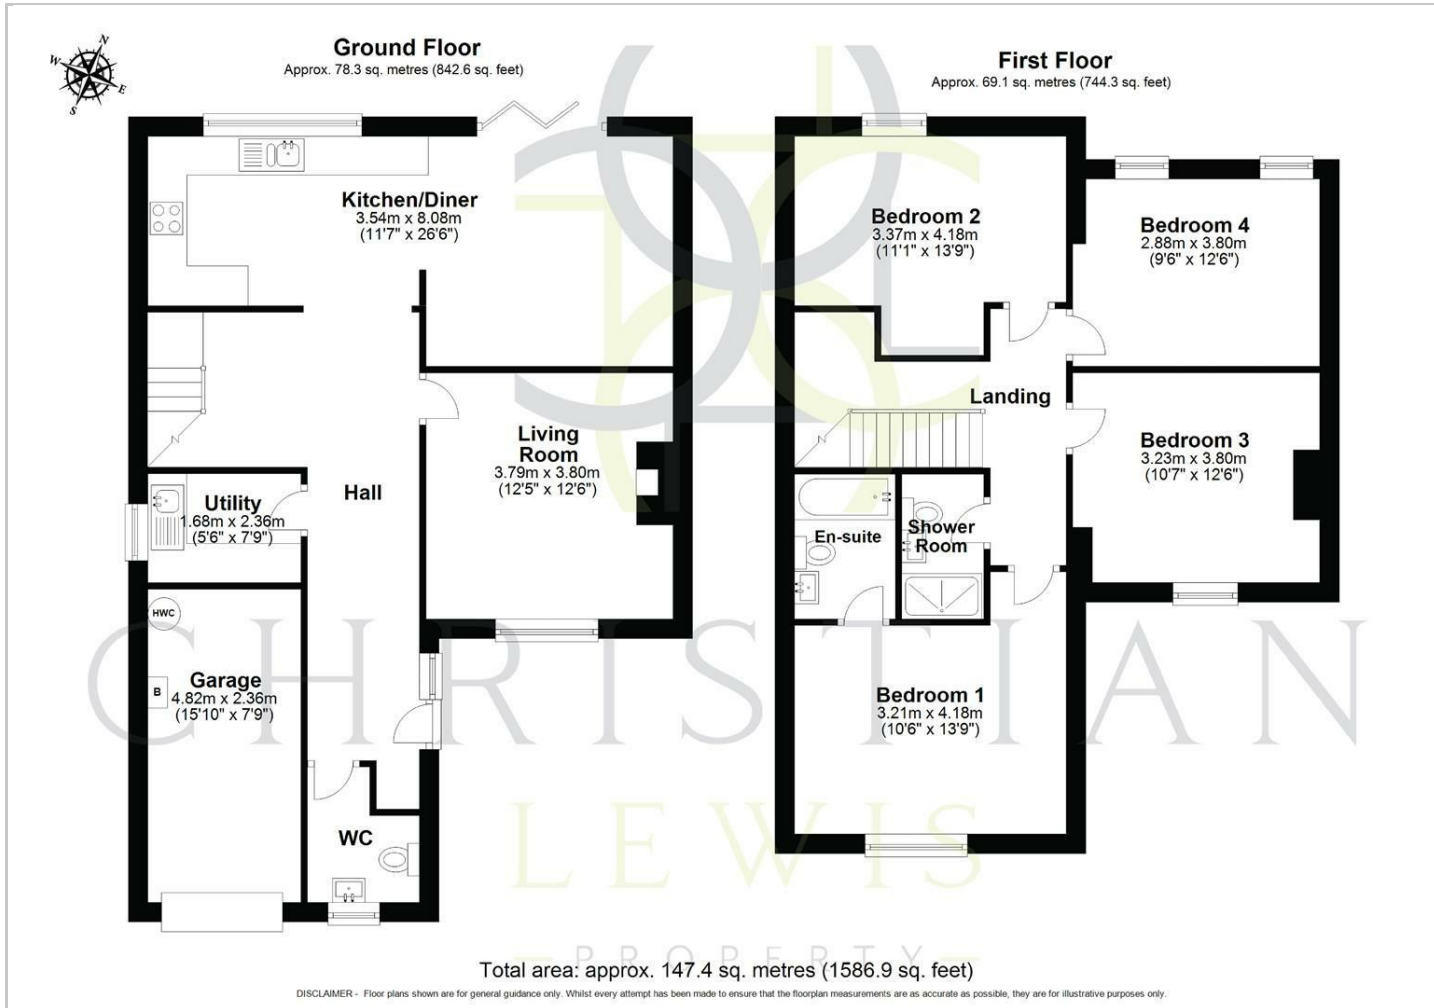 N
W
E
S
Ground Floor
Approx. 78.3 sq. metres (842.6 sq. feet)
Kitchen/Diner
3.54m x 8.08m
(11'7" x 26'6")
Living
Room
3.79m x 3.80m
(12'5" x 12'6")
Hall
Utility
1.68m x 2.36m
(5'6" x 7'9")
HWC
B
Garage
4.82m x 2.36m
(15'10" x 7'9")
WC
First Floor
Approx. 69.1 sq. metres (744.3 sq. feet)
Bedroom 2
3.37m x 4.18m
(11'1" x 13'9")
Bedroom 4
2.88m x 3.80m
(9'6" x 12'6")
Landing
Bedroom 3
3.23m x 3.80m
(10'7" x 12'6")
En-suite
Shower
Room
Bedroom 1
3.21m x 4.18m
(10'6" x 13'9")
CHRISTIAN
LEWIS
PROPERTY
Total area: approx. 147.4 sq. metres (1586.9 sq. feet)
DISCLAIMER - Floor plans shown are for general guidance only. Whilst every attempt has been made to ensure that the floorplan measurements are as accurate as possible, they are for illustrative purposes only.